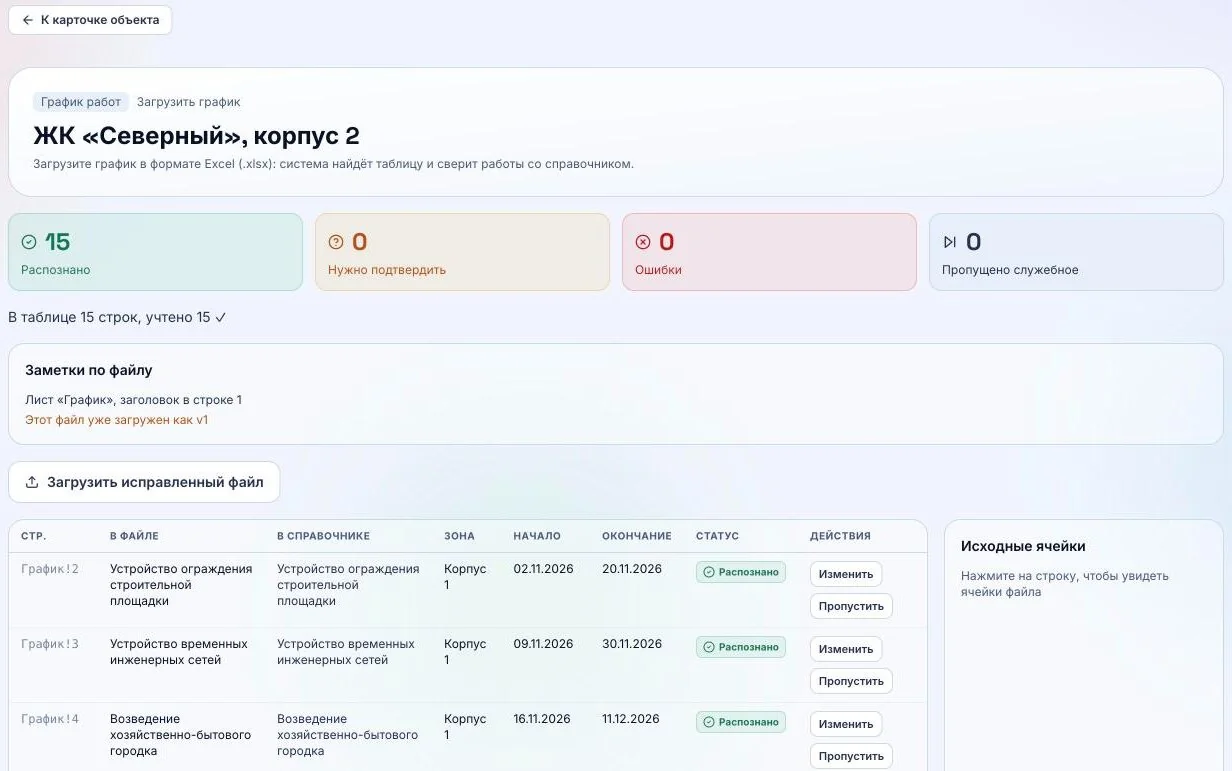 ← К карточке объекта
График работ Загрузить график
ЖК «Северный», корпус 2
Загрузите график в формате Excel (.xlsx): система найдёт таблицу и сверит работы со справочником.
15
Распознано
0
Нужно подтвердить
0
Ошибки
0
Пропущено служебное
В таблице 15 строк, учтено 15 ✓
Заметки по файлу
Лист «График», заголовок в строке 1
Этот файл уже загружен как v1
Загрузить исправленный файл
СТР. В ФАЙЛЕ В СПРАВОЧНИКЕ ЗОНА НАЧАЛО ОКОНЧАНИЕ СТАТУС ДЕЙСТВИЯ
График!2 Устройство ограждения Устройство ограждения Корпус 02.11.2026 20.11.2026 Распознано Изменить
строительной строительной 1
площадки площадки Пропустить
График!3 Устройство временных Устройство временных Корпус 09.11.2026 30.11.2026 Распознано Изменить
инженерных сетей инженерных сетей 1
Пропустить
График!4 Возведение Возведение Корпус 16.11.2026 11.12.2026 Распознано Изменить
хозяйственно-бытового хозяйственно-бытового 1
городка городка Пропустить
Исходные ячейки
Нажмите на строку, чтобы увидеть
ячейки файла